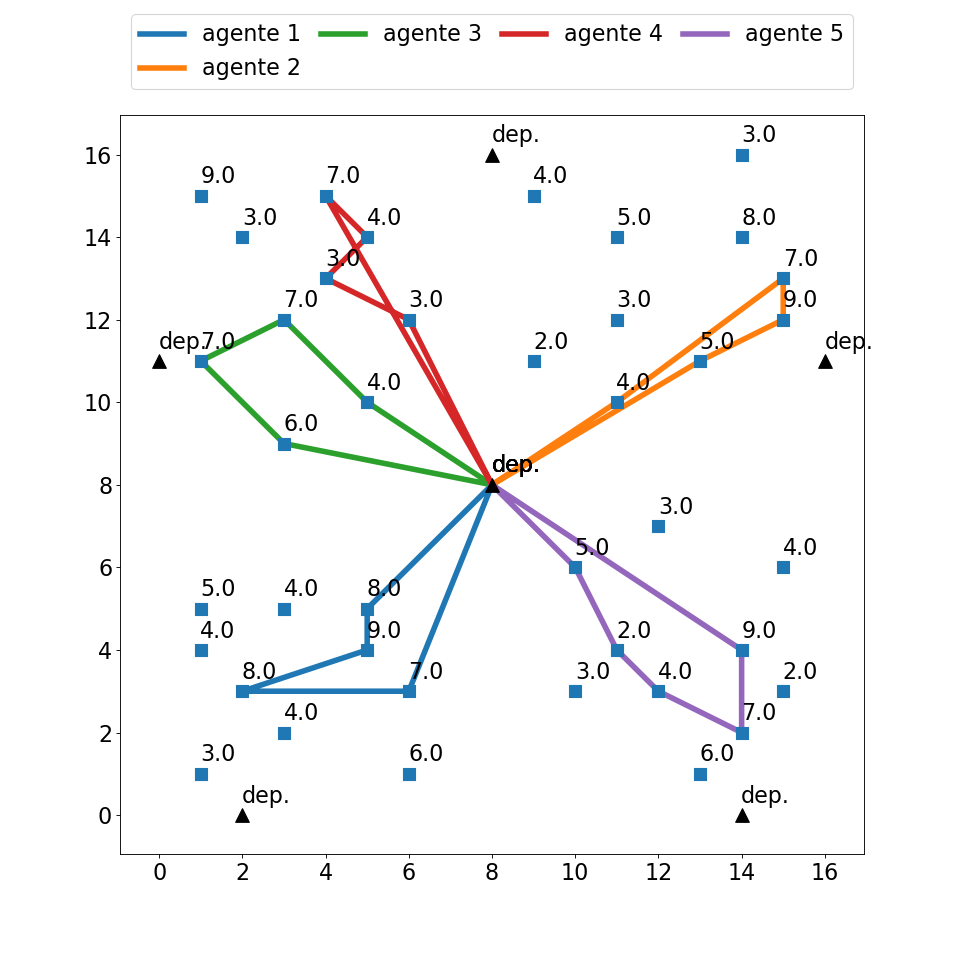 agente 1 agente 3 agente 4 agente 5
agente 2
dep. 3.0
16
9.0 7.0 4.0
3.0 4.0 5.0 8.0
14
3.0 7.0
7.0 3.0 3.0 9.0
12
dep. 7.0 2.0 5.0 dep.
4.0 4.0
10
6.0
dep. dep.
8
3.0
5.0 4.0
6
5.0 4.0 8.0
4.0 9.0 2.0 9.0
4
8.0 7.0 3.0 4.0 2.0
4.0 7.0
2
3.0 6.0 6.0
dep. dep.
0
0 2 4 6 8 10 12 14 16